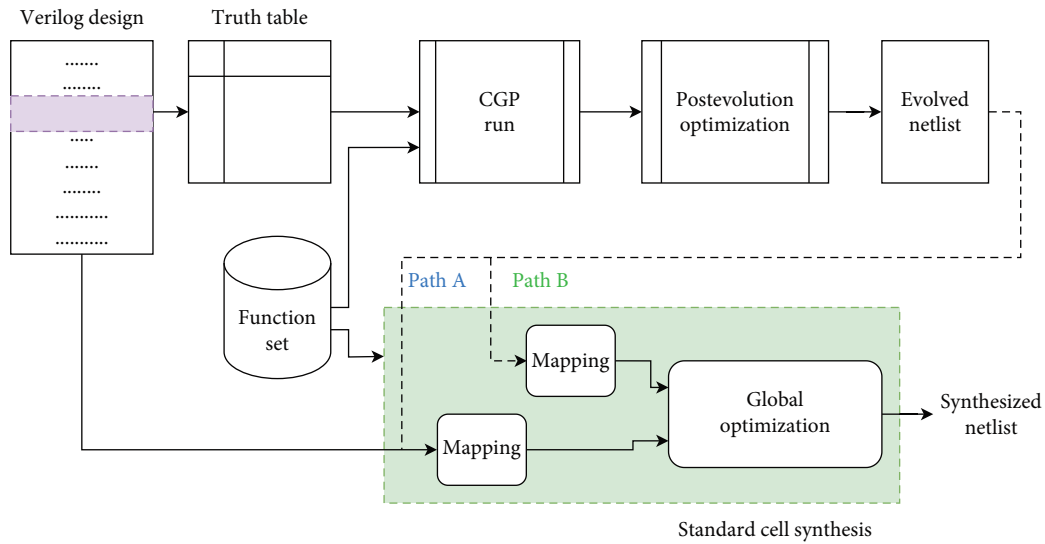 Verilog design
Truth table
.......
........
.....
.......
........
...........
...........
CGP
run
Postevolution
optimization
Evolved
netlist
Function
set
Path A
Path B
Mapping
Mapping
Global
optimization
Synthesized
netlist
Standard cell synthesis